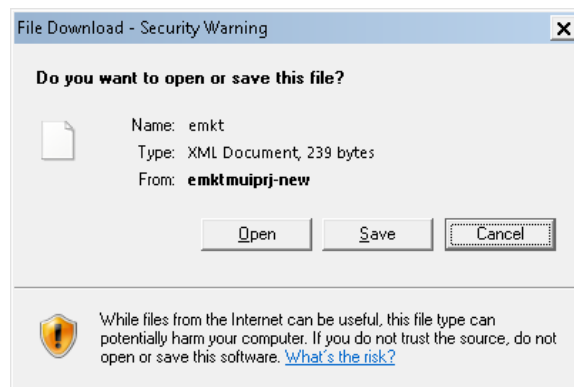 File Download - Security Warning
Do you want to open or save this file?
Name: emkt
Type: XML Document, 239 bytes
From: emktmuiprj-new
Open Save Cancel
While files from the Internet can be useful, this file type can
potentially harm your computer. If you do not trust the source, do not
open or save this software. What's the risk?